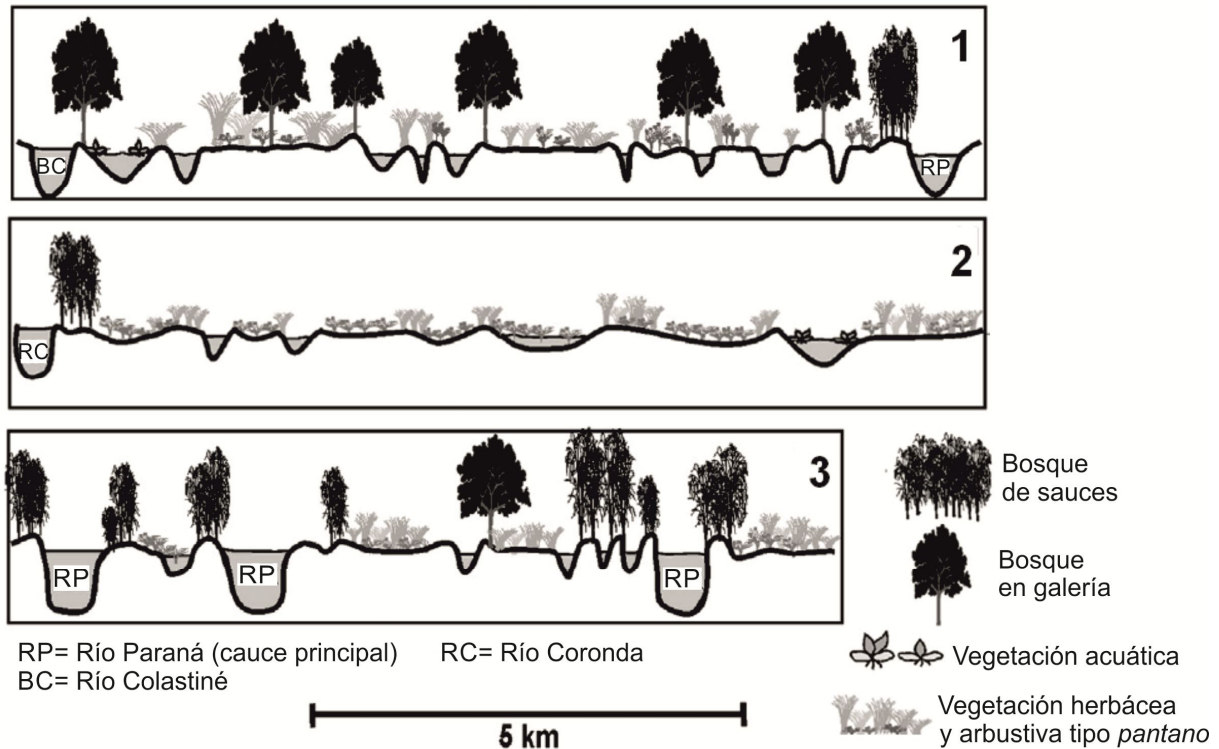 1
BC
RP
2
RC
3
RP
RP
RP
Bosque
de sauces
Bosque
en galería
Vegetación acuática
Vegetación herbácea
y arbustiva tipo pantano
RP= Río Paraná (cauce principal)
RC= Río Coronda
BC= Río Colastiné
5 km